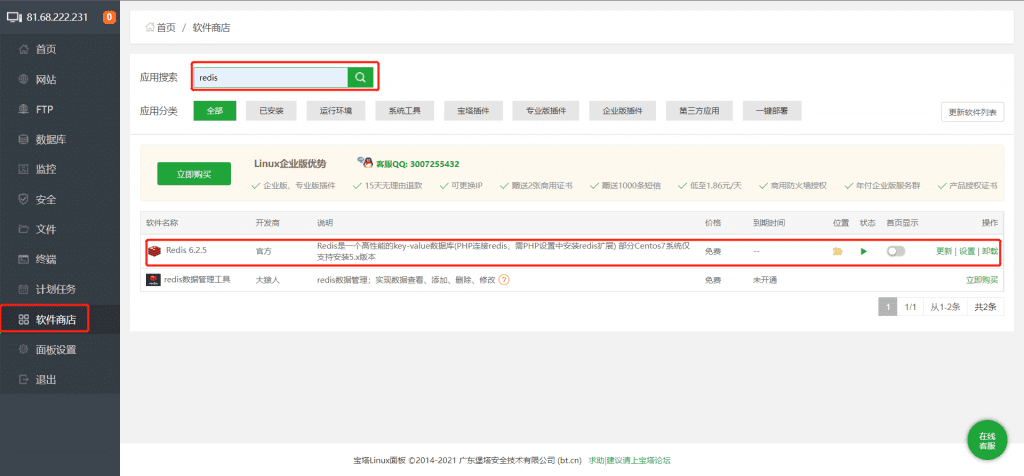 81.68.222.231 0
首页
网站
FTP
数据库
监控
安全
文件
终端
计划任务
软件商店
面板设置
退出
首页 / 软件商店
应用搜索 redis
应用分类 全部 已安装 运行环境 系统工具 宝塔插件 专业版插件 企业版插件 第三方应用 一键部署 更新软件列表
立即购买 Linux企业版优势 客服QQ: 3007255432
企业版、专业版插件 15天无理由退款 可更换IP 赠送2张商用证书 赠送1000条短信 低至1.86元/天 商用防火墙授权 年付企业版服务群 产品授权证书
软件名称 开发商 说明 价格 到期时间 位置 状态 首页显示 操作
Redis 6.2.5 官方 Redis是一个高性能的key-value数据库(PHP连接redis，需PHP设置中安装redis扩展) 部分Centos7系统仅 免费 -- 更新 | 设置 | 卸载
支持安装5.x版本
redis数据管理工具 大狼人 redis数据管理；实现数据查看、添加、删除、修改 ? 免费 未开通 立即购买
1 1/1 从1-2条 共2条
在线
客服
宝塔Linux面板 ©2014-2021 广东堡塔安全技术有限公司 (bt.cn) 求助|建议请上宝塔论坛